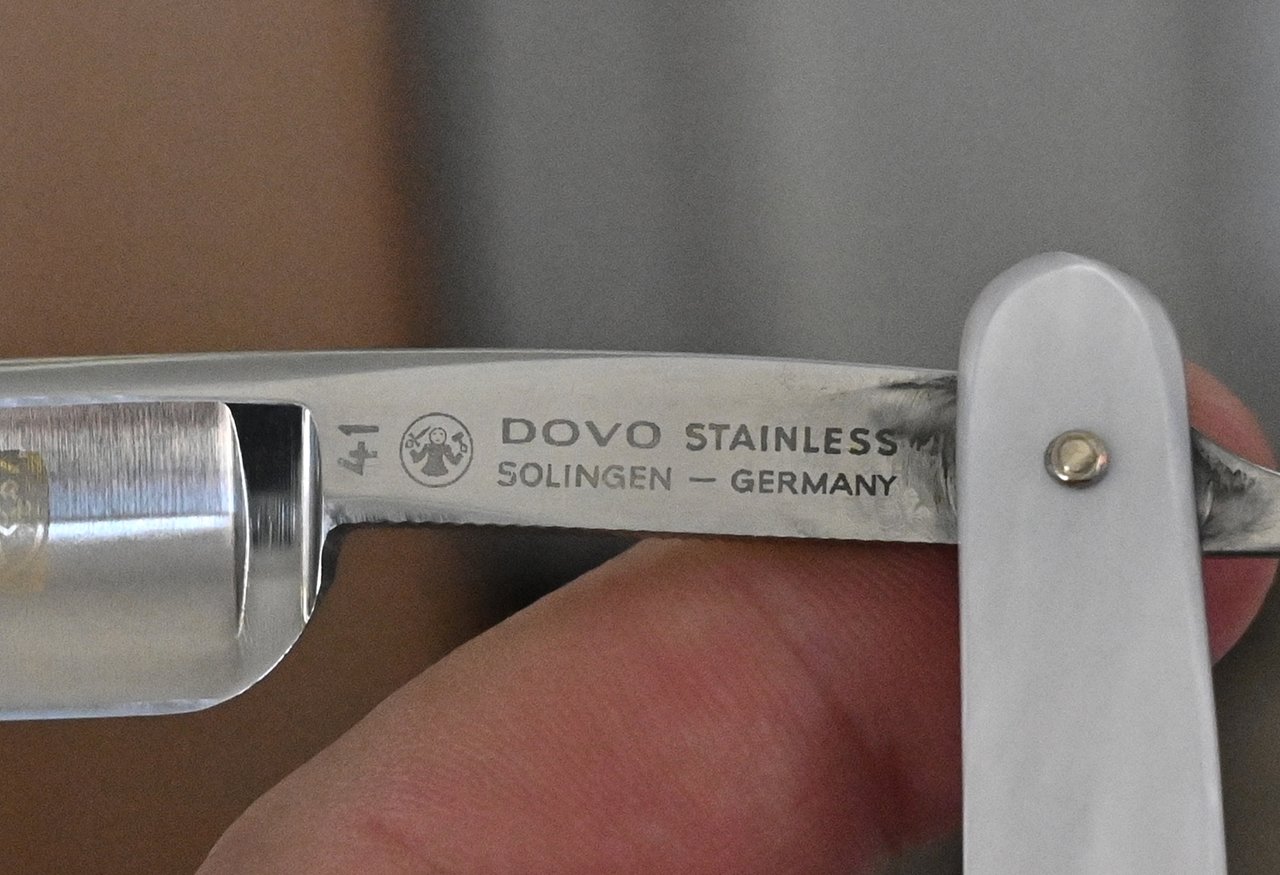 41
DOVO STAINLESS
SOLINGEN — GERMANY